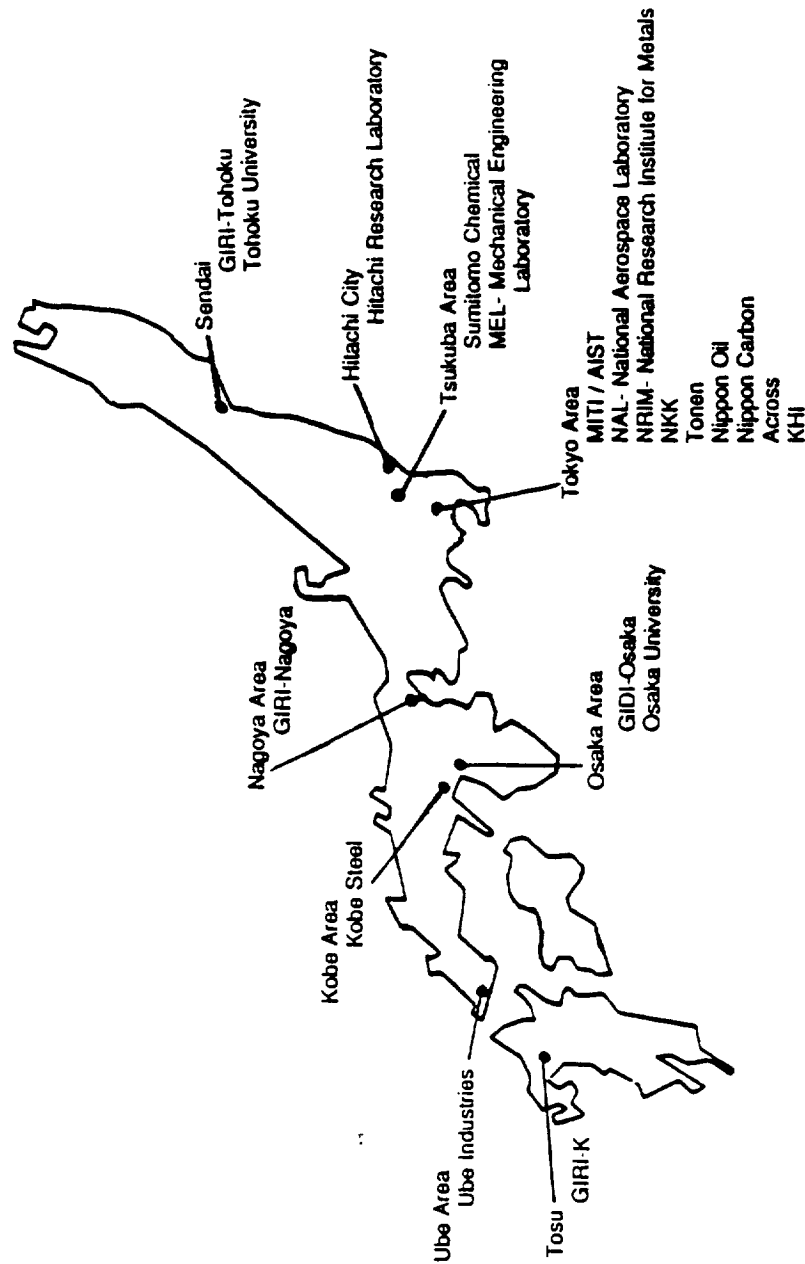 Sendai
GIRI-Tohoku
Tohoku University
Hitachi City
Hitachi Research Laboratory
Tsukuba Area
Sumitomo Chemical
MEL- Mechanical Engineering
Laboratory
Tokyo Area
MITI / AIST
NAL- National Aerospace Laboratory
NRIM- National Research Institute for Metals
NKK
Tonen
Nippon Oil
Nippon Carbon
Across
KHI
Nagoya Area
GIRI-Nagoya
Osaka Area
GIDI-Osaka
Osaka University
Kobe Area
Kobe Steel
Ube Area
Ube Industries
Tosu
GIRI-K